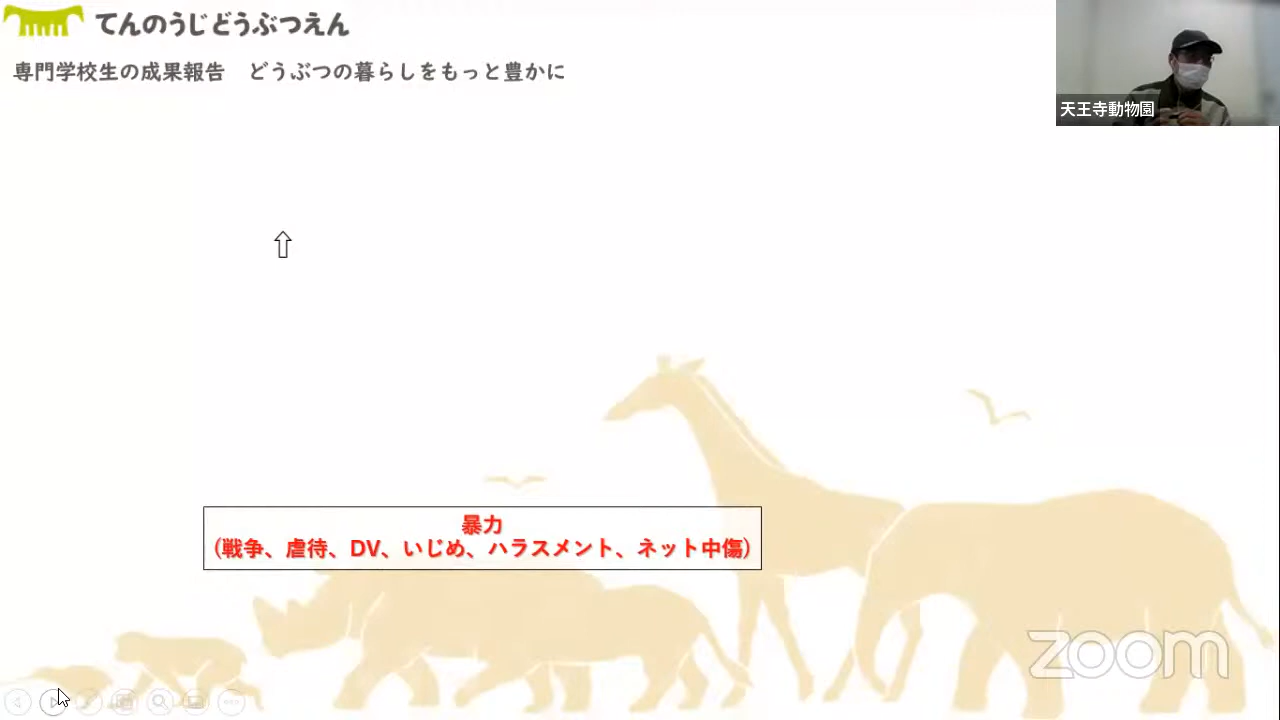 てんのうじどうぶつえん
専門学校生の成果報告　どうぶつの暮らしをもっと豊かに
天王寺動物園
暴力
(戦争、虐待、DV、いじめ、ハラスメント、ネット中傷)
zoom